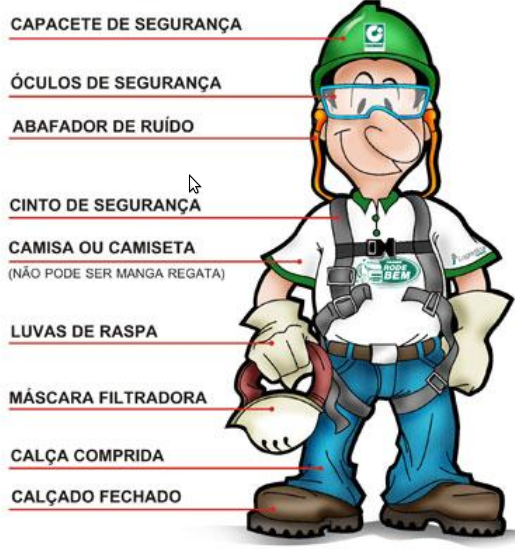 CAPACETE DE SEGURANÇA
ÓCULOS DE SEGURANÇA
ABAFADOR DE RUÍDO
CINTO DE SEGURANÇA
CAMISA OU CAMISETA
(NÃO PODE SER MANGA REGATA)
RODE
BEM
LUVAS DE RASPA
MÁSCARA FILTRADORA
CALÇA COMPRIDA
CALÇADO FECHADO